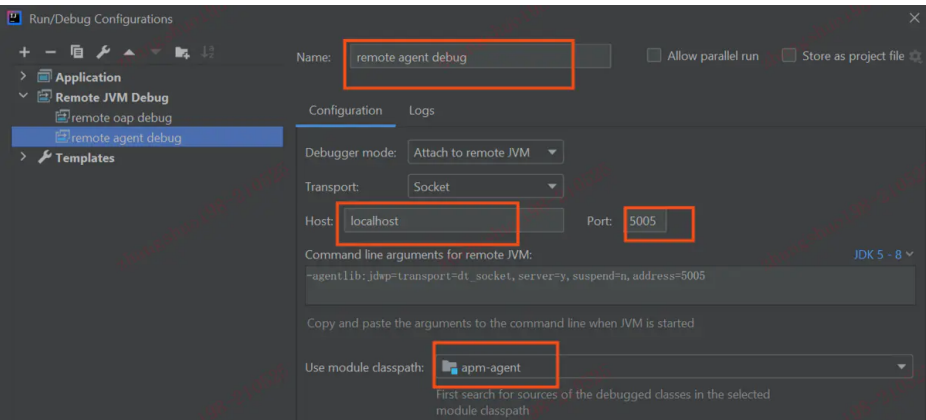 Run/Debug Configurations
Name: remote agent debug Allow parallel run Store as project file
Application
Remote JVM Debug
remote oap debug
remote agent debug
Templates
Configuration Logs
Debugger mode: Attach to remote JVM
Transport: Socket
Host: localhost Port: 5005
Command line arguments for remote JVM: JDK 5 - 8
-agentlib:jdwp=transport=dt_socket,server=y,suspend=n,address=5005
Copy and paste the arguments to the command line when JVM is started
Use module classpath: apm-agent
First search for sources of the debugged classes in the selected
module classpath